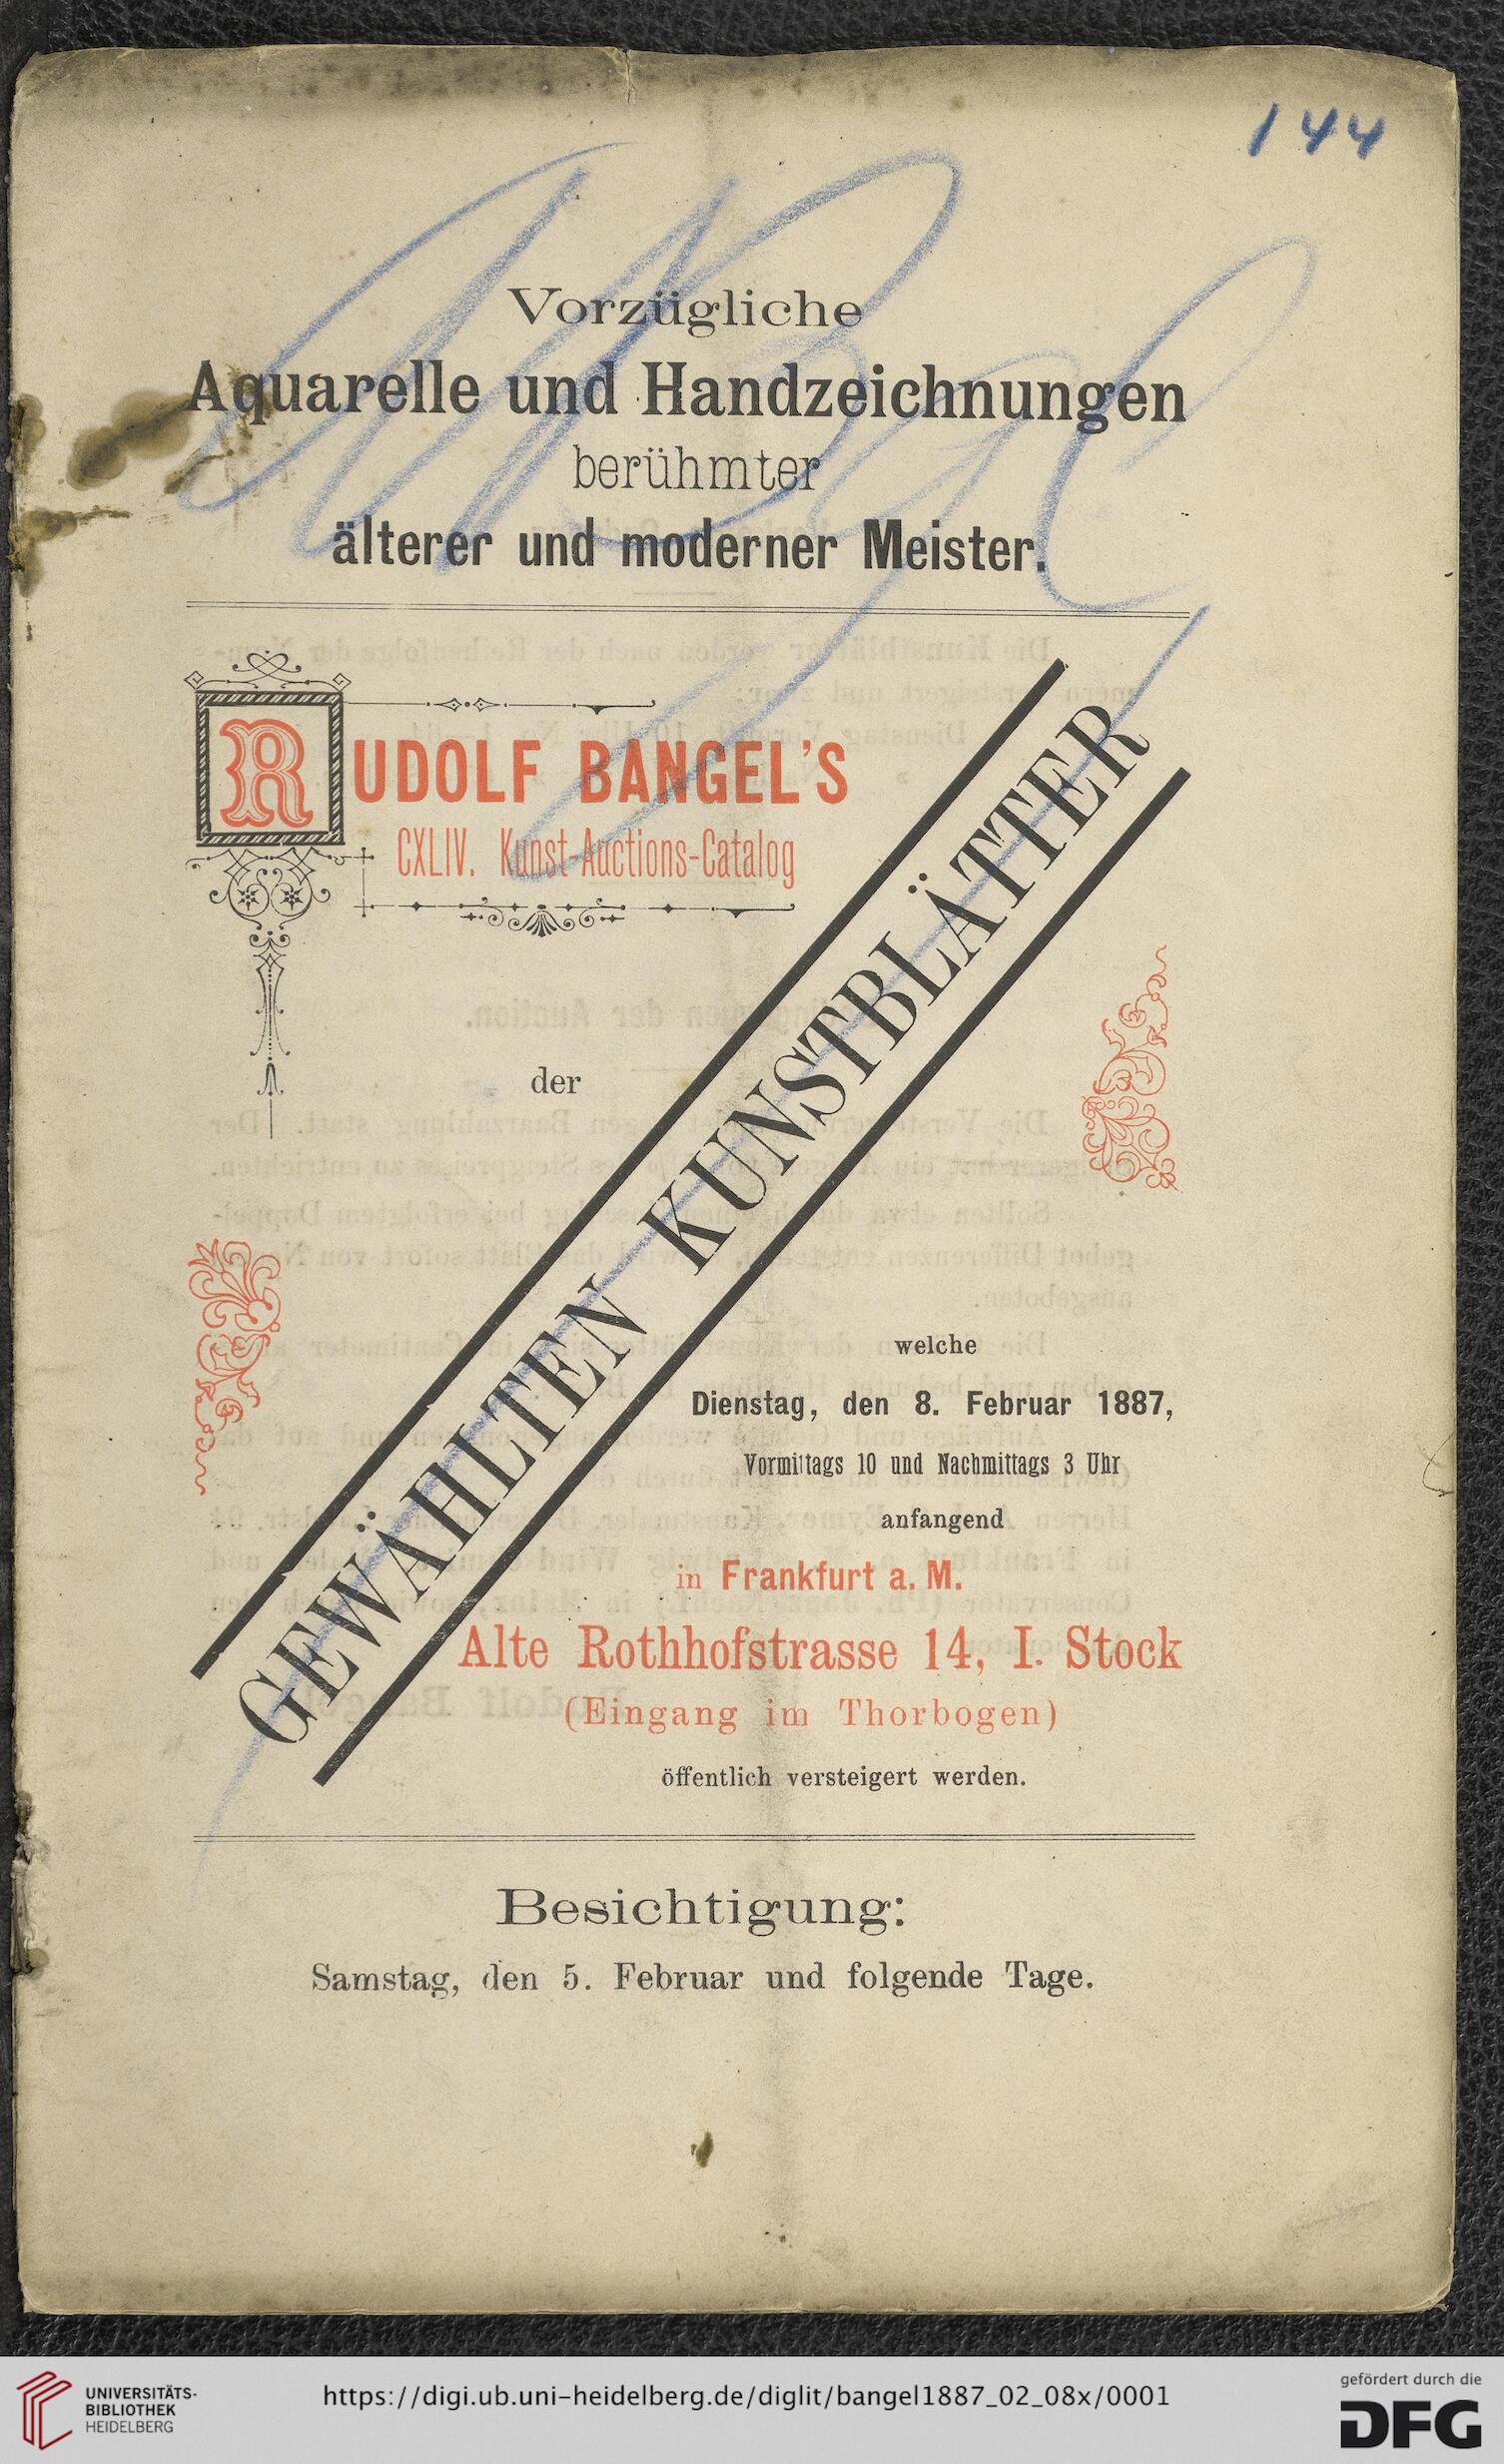 144
Vorzügliche
Aquarelle und Handzeichnungen
berühmter
älterer und moderner Meister.
RUDOLF BANGEL'S
CXLIV. Kunst-Auctions-Catalog
der
GEWÄHLTEN KUNSTBLÄTTER
welche
Dienstag, den 8. Februar 1887,
Vormittags 10 und Nachmittags 3 Uhr
anfangend
in Frankfurt a. M.
Alte Rothhofstrasse 14, I. Stock
(Eingang im Thorbogen)
öffentlich versteigert werden.
Besichtigung:
Samstag, den 5. Februar und folgende Tage.
UNIVERSITÄTS-
BIBLIOTHEK
HEIDELBERG
https://digi.ub.uni-heidelberg.de/diglit/bangel1887_02_08x/0001
gefördert durch die
DFG